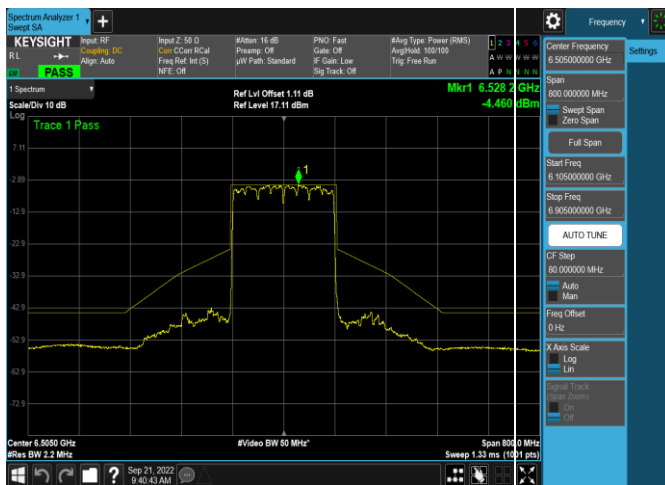 Spectrum Analyzer 1
Swept SA
Frequency
KEYSIGHT
Input: RF
Input Z: 50 Ω
#Atten: 16 dB
PNO: Fast
#Avg Type: Power (RMS)
1 2 3 4 5 6
RL
Coupling: DC
Corr CCorr RCal
Preamp: Off
Gate: Off
Avg|Hold: 100/100
Align: Auto
Freq Ref: Int (S)
µW Path: Standard
IF Gain: Low
Trig: Free Run
NFE: Off
Sig Track: Off
A P N N N N
PASS
1 Spectrum
Scale/Div 10 dB
Ref Lvl Offset 1.11 dB
Ref Level 17.11 dBm
Mkr1 6.528 2 GHz
-4.460 dBm
Log
Trace 1 Pass
7.11
-2.89
-12.9
-22.9
-32.9
-42.9
-52.9
-62.9
-72.9
1
Center 6.5050 GHz
#Video BW 50 MHz*
Span 800.0 MHz
#Res BW 2.2 MHz
Sweep 1.33 ms (1001 pts)
Sep 21, 2022
9:40:43 AM
Settings
Center Frequency
6.505000000 GHz
Span
800.000000 MHz
Swept Span
Zero Span
Full Span
Start Freq
6.105000000 GHz
Stop Freq
6.905000000 GHz
AUTO TUNE
CF Step
80.000000 MHz
Auto
Man
Freq Offset
0 Hz
X Axis Scale
Log
Lin
Signal Track
(Span Zoom)
On
Off